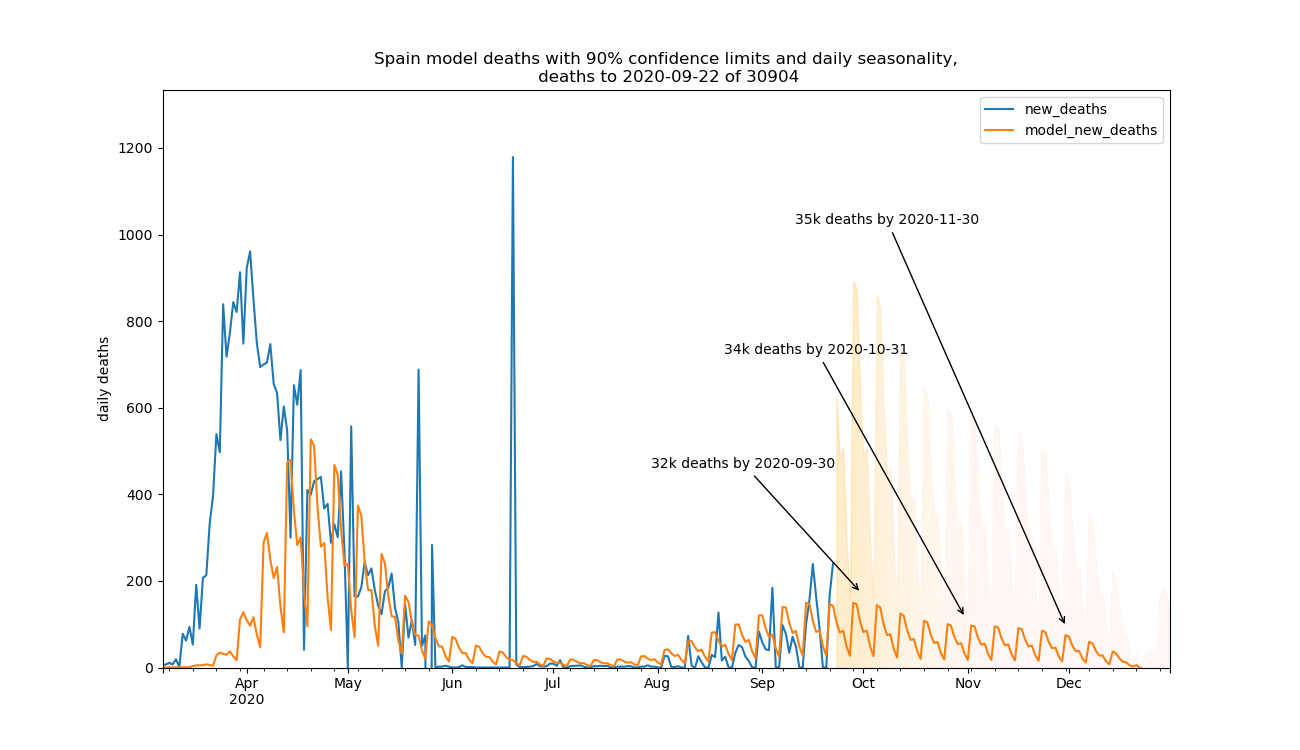 Spain model deaths with 90% confidence limits and daily seasonality,
deaths to 2020-09-22 of 30904
new_deaths
model_new_deaths
1200
1000
800
600
400
200
0
daily deaths
35k deaths by 2020-11-30
34k deaths by 2020-10-31
32k deaths by 2020-09-30
Apr May Jun Jul Aug Sep Oct Nov Dec
2020